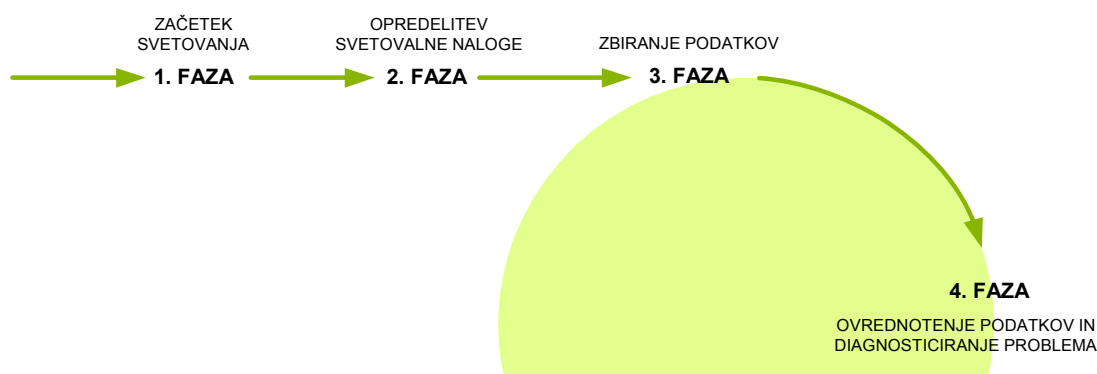 ZAČETEK
SVETOVANJA
1. FAZA
OPREDELITEV
SVETOVALNE NALOGE
2. FAZA
ZBIRANJE PODATKOV
3. FAZA
4. FAZA
OVREDNOTENJE PODATKOV IN
DIAGNOSTICIRANJE PROBLEMA